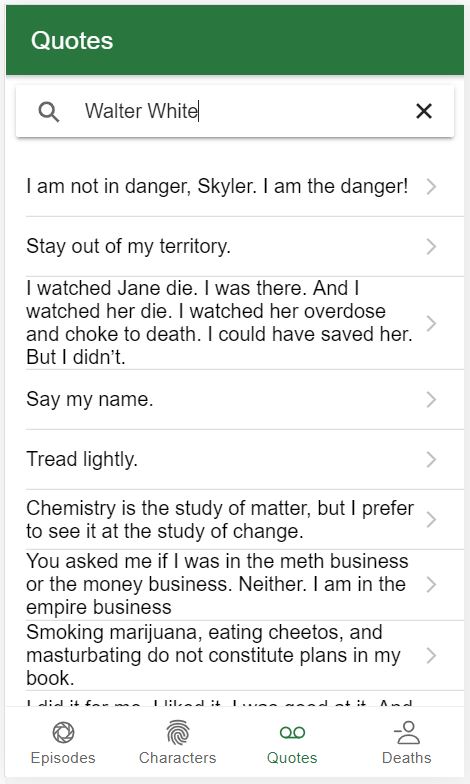 Quotes
Walter White
I am not in danger, Skyler. I am the danger!
Stay out of my territory.
I watched Jane die. I was there. And I
watched her die. I watched her overdose
and choke to death. I could have saved her.
But I didn’t.
Say my name.
Tread lightly.
Chemistry is the study of matter, but I prefer
to see it at the study of change.
You asked me if I was in the meth business
or the money business. Neither. I am in the
empire business
Smoking marijuana, eating cheetos, and
masturbating do not constitute plans in my
book.
I did it for me. I liked it. I was good at it. And
Episodes
Characters
Quotes
Deaths